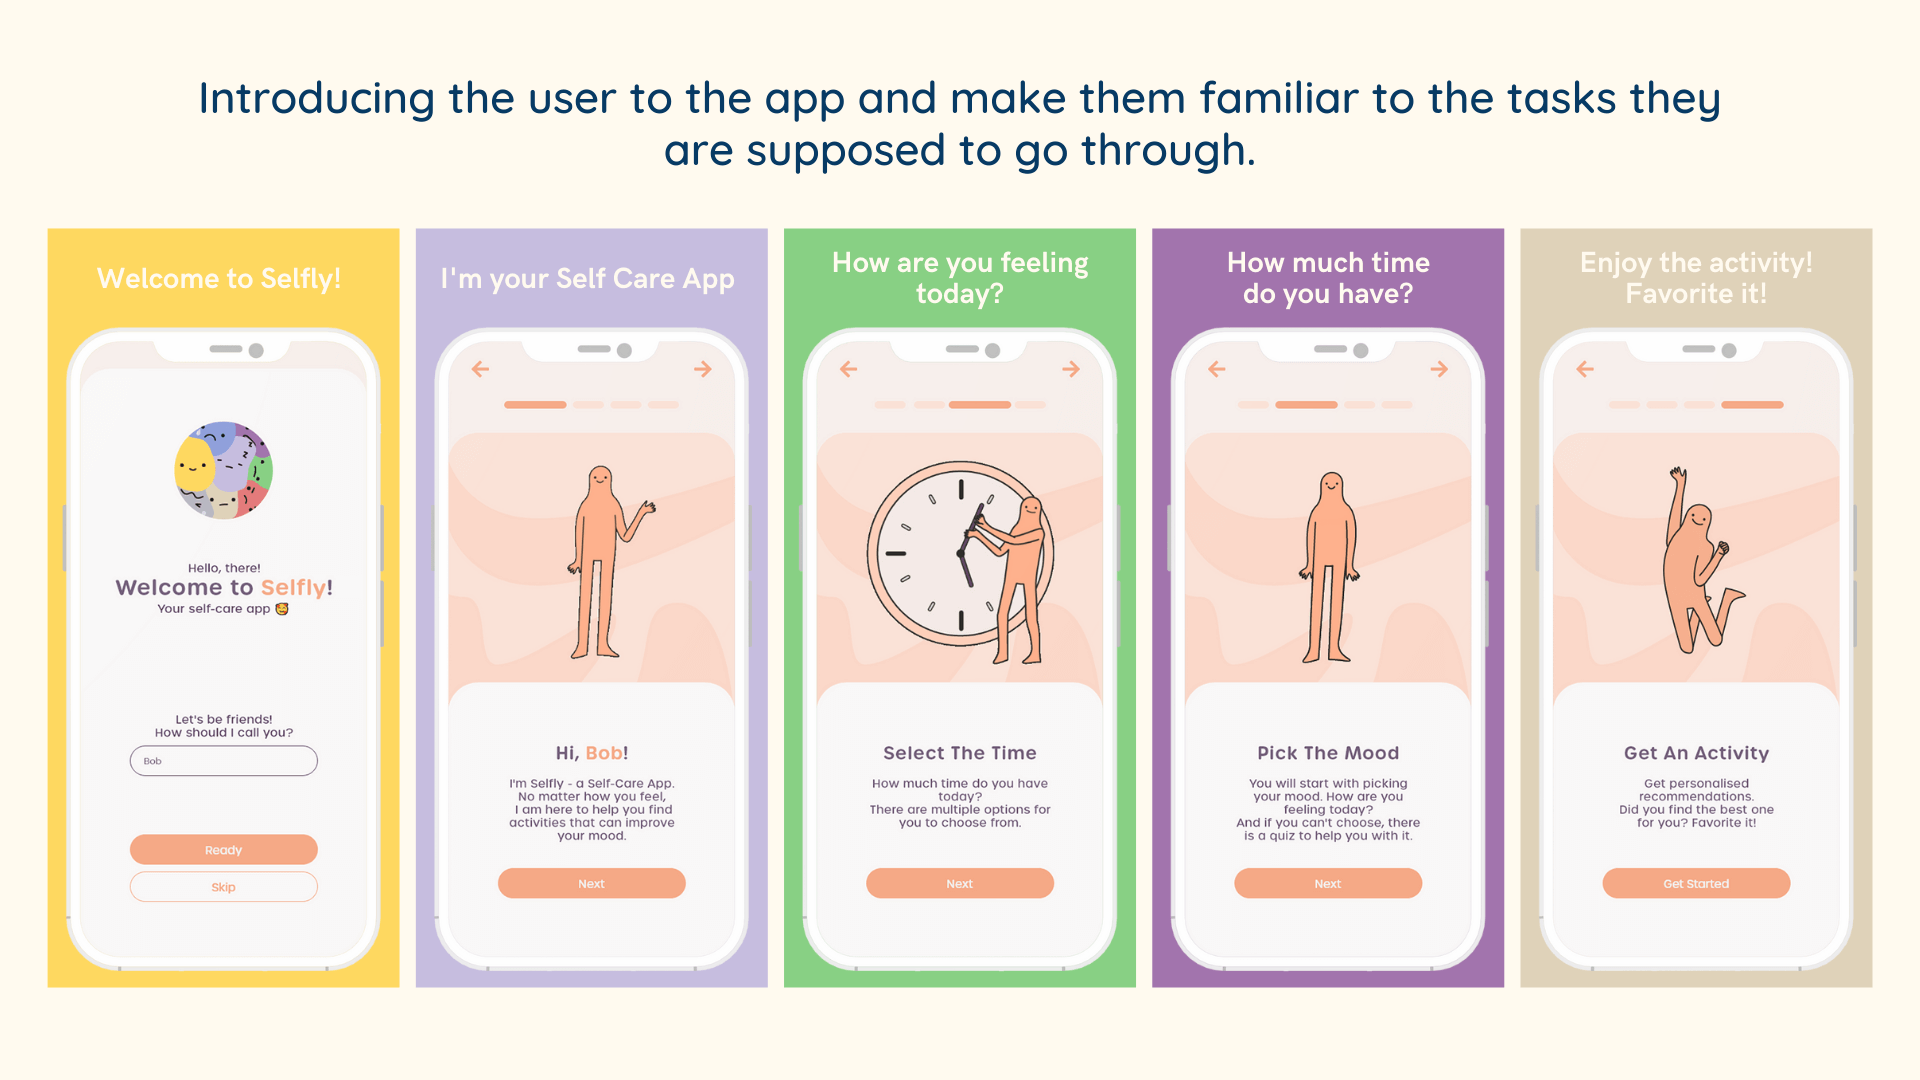 Introducing the user to the app and make them familiar to the tasks they
are supposed to go through.
Welcome to Selfly!
Hello, there!
Welcome to Selfly!
Your self-care app 🥰
Let's be friends!
How should I call you?
Bob
Ready
Skip
I'm your Self Care App
Hi, Bob!
I'm Selfly - a Self-Care App.
No matter how you feel,
I am here to help you find
activities that can improve
your mood.
Next
How are you feeling
today?
Select The Time
How much time do you have
today?
There are multiple options for
you to choose from.
Next
How much time
do you have?
Pick The Mood
You will start with picking
your mood. How are you
feeling today?
And if you can't choose, there
is a quiz to help you with it.
Next
Enjoy the activity!
Favorite it!
Get An Activity
Get personalised
recommendations.
Did you find the best one
for you? Favorite it!
Get Started